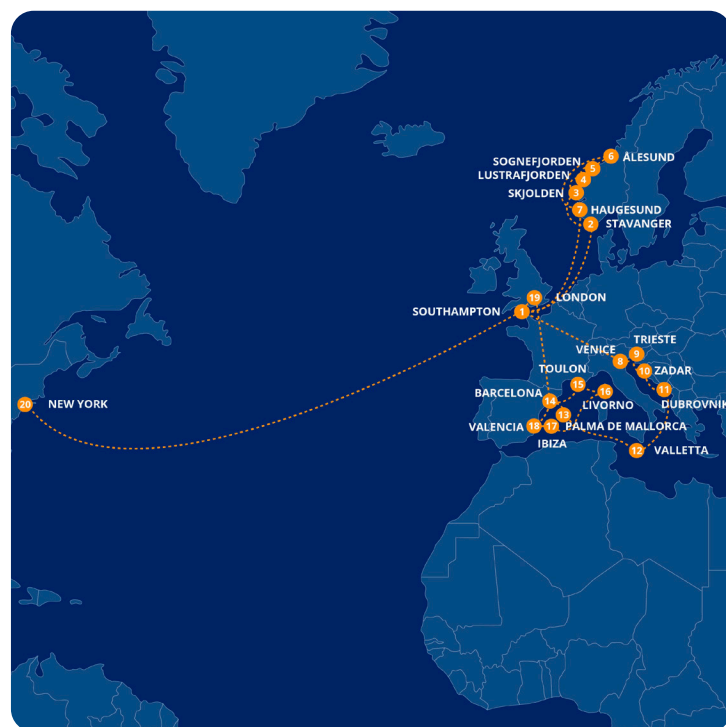 6 ÅLESUND
SOGNEFJORDEN 5
LUSTRAFJORDEN 4
SKJOLDEN 3
7 HAUGESUND
2 STAVANGER
19 LONDON
SOUTHAMPTON 1
TRIESTE
VENICE 8 9
TOULON 10 ZADAR
BARCELONA 15 16 11
14 LIVORNO DUBROVNIK
20 NEW YORK
13
VALENCIA 18 17 PALMA DE MALLORCA
IBIZA
12 VALLETTA